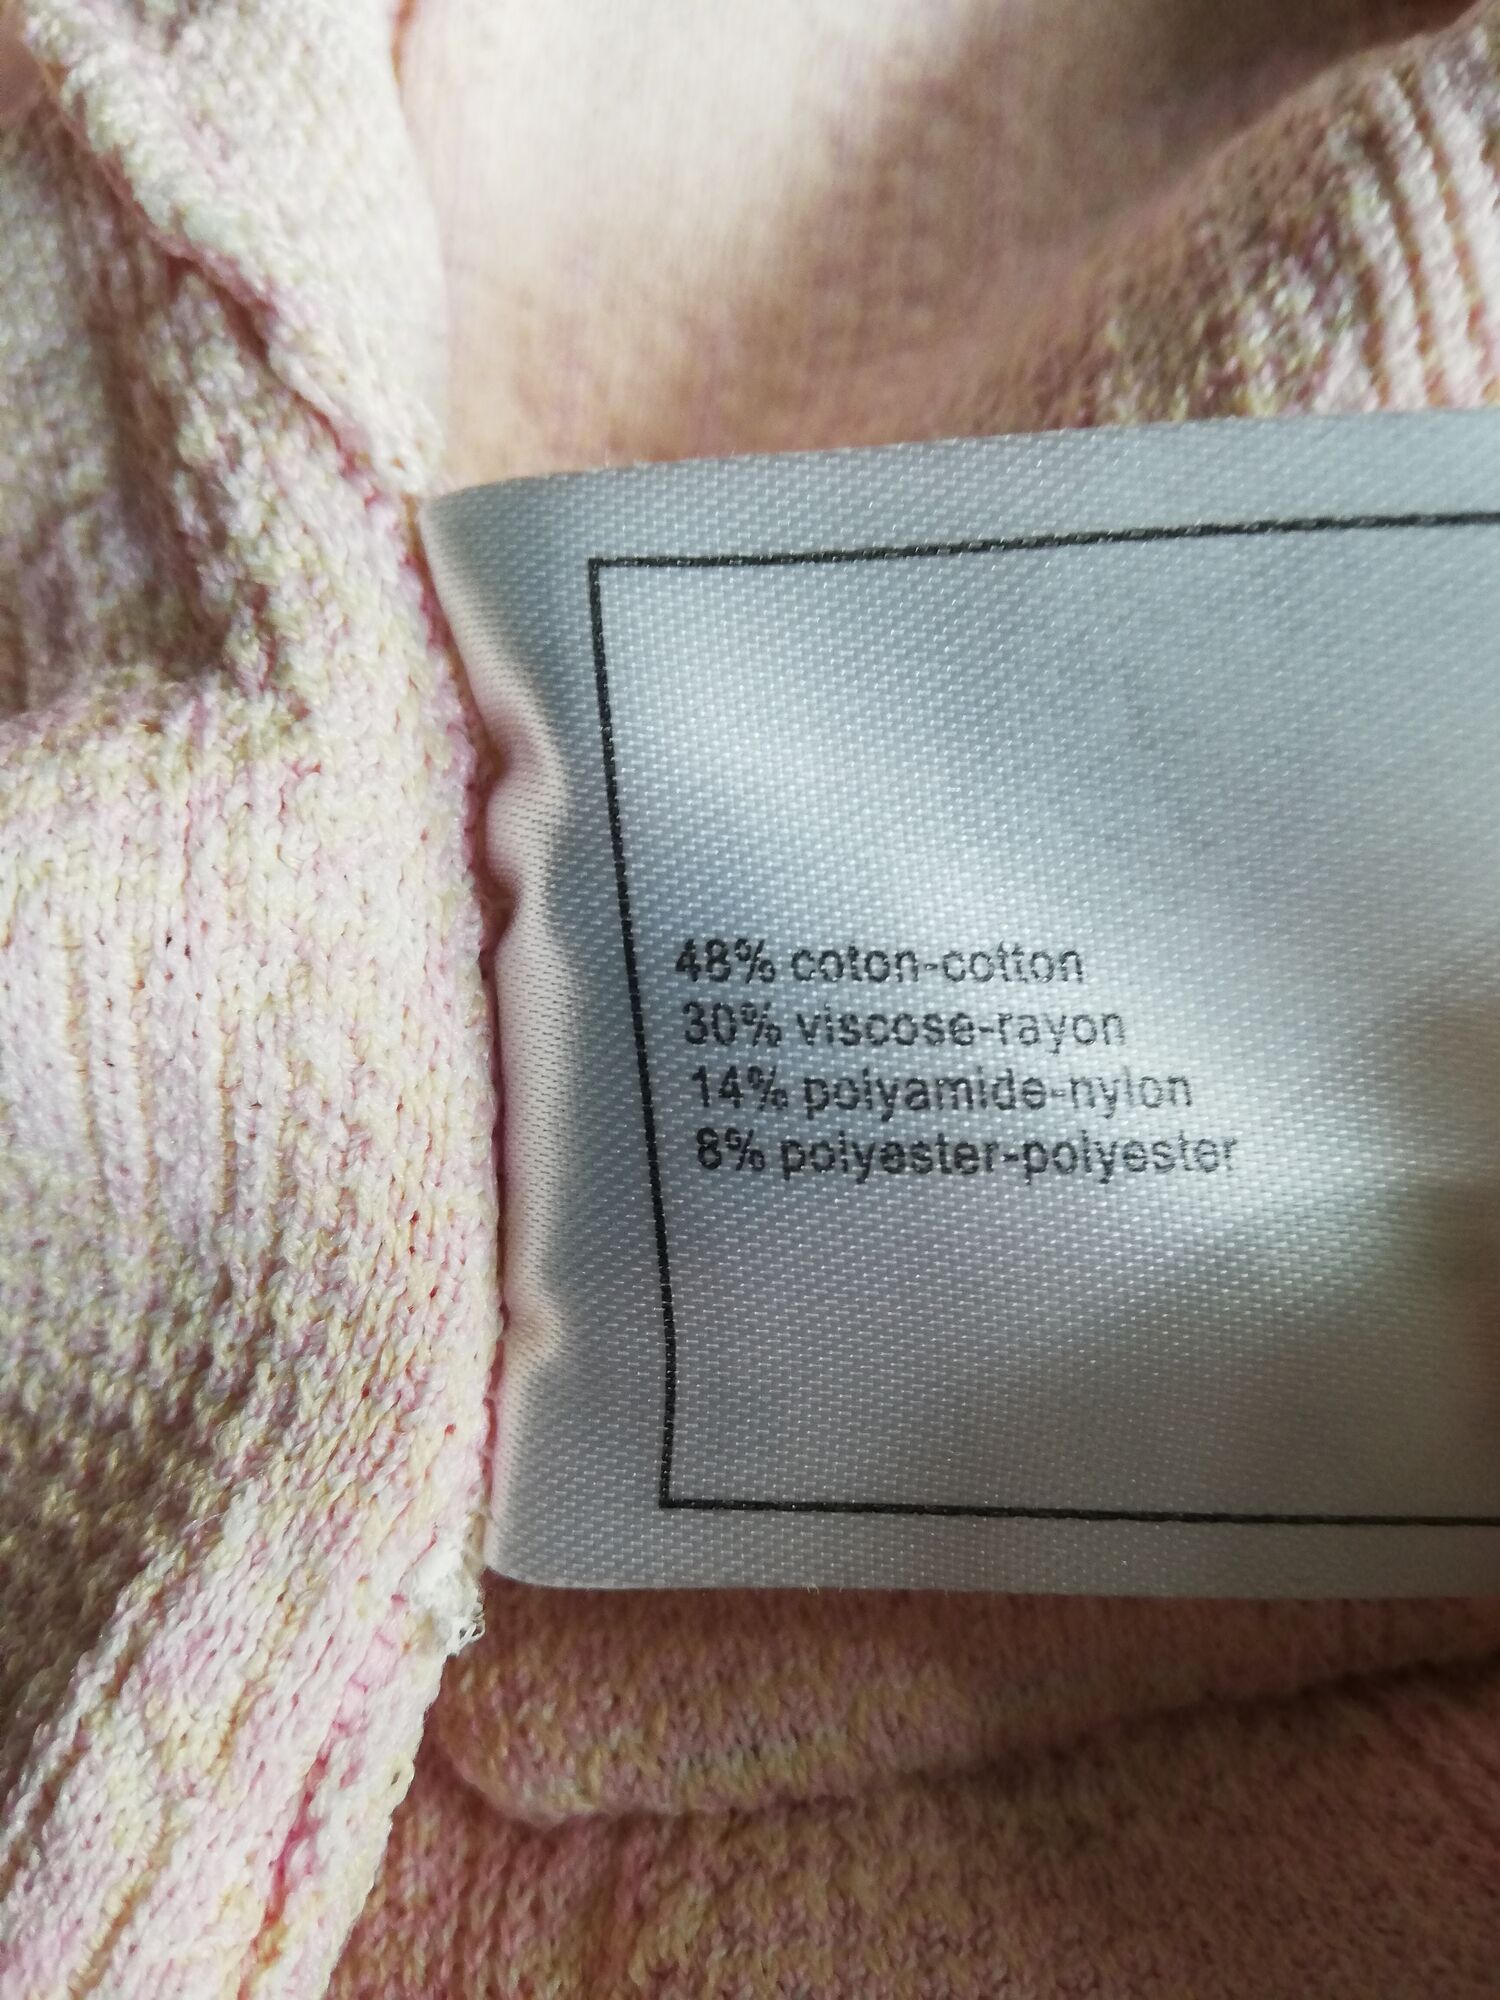 48% coton-cotton
30% viscose-rayon
14% polyamide-nylon
8% polyester-polyester